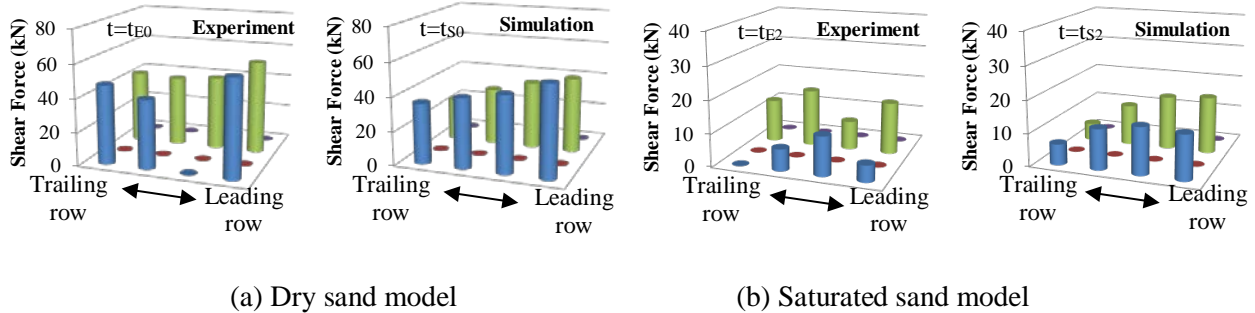 t=tE0 Experiment
Shear Force (kN)
80
60
40
20
0
Trailing row
Leading row
t=tS0 Simulation
Shear Force (kN)
80
60
40
20
0
Trailing row
Leading row
t=tE2 Experiment
Shear Force (kN)
40
30
20
10
0
Trailing row
Leading row
t=tS2 Simulation
Shear Force (kN)
40
30
20
10
0
Trailing row
Leading row
(a) Dry sand model
(b) Saturated sand model